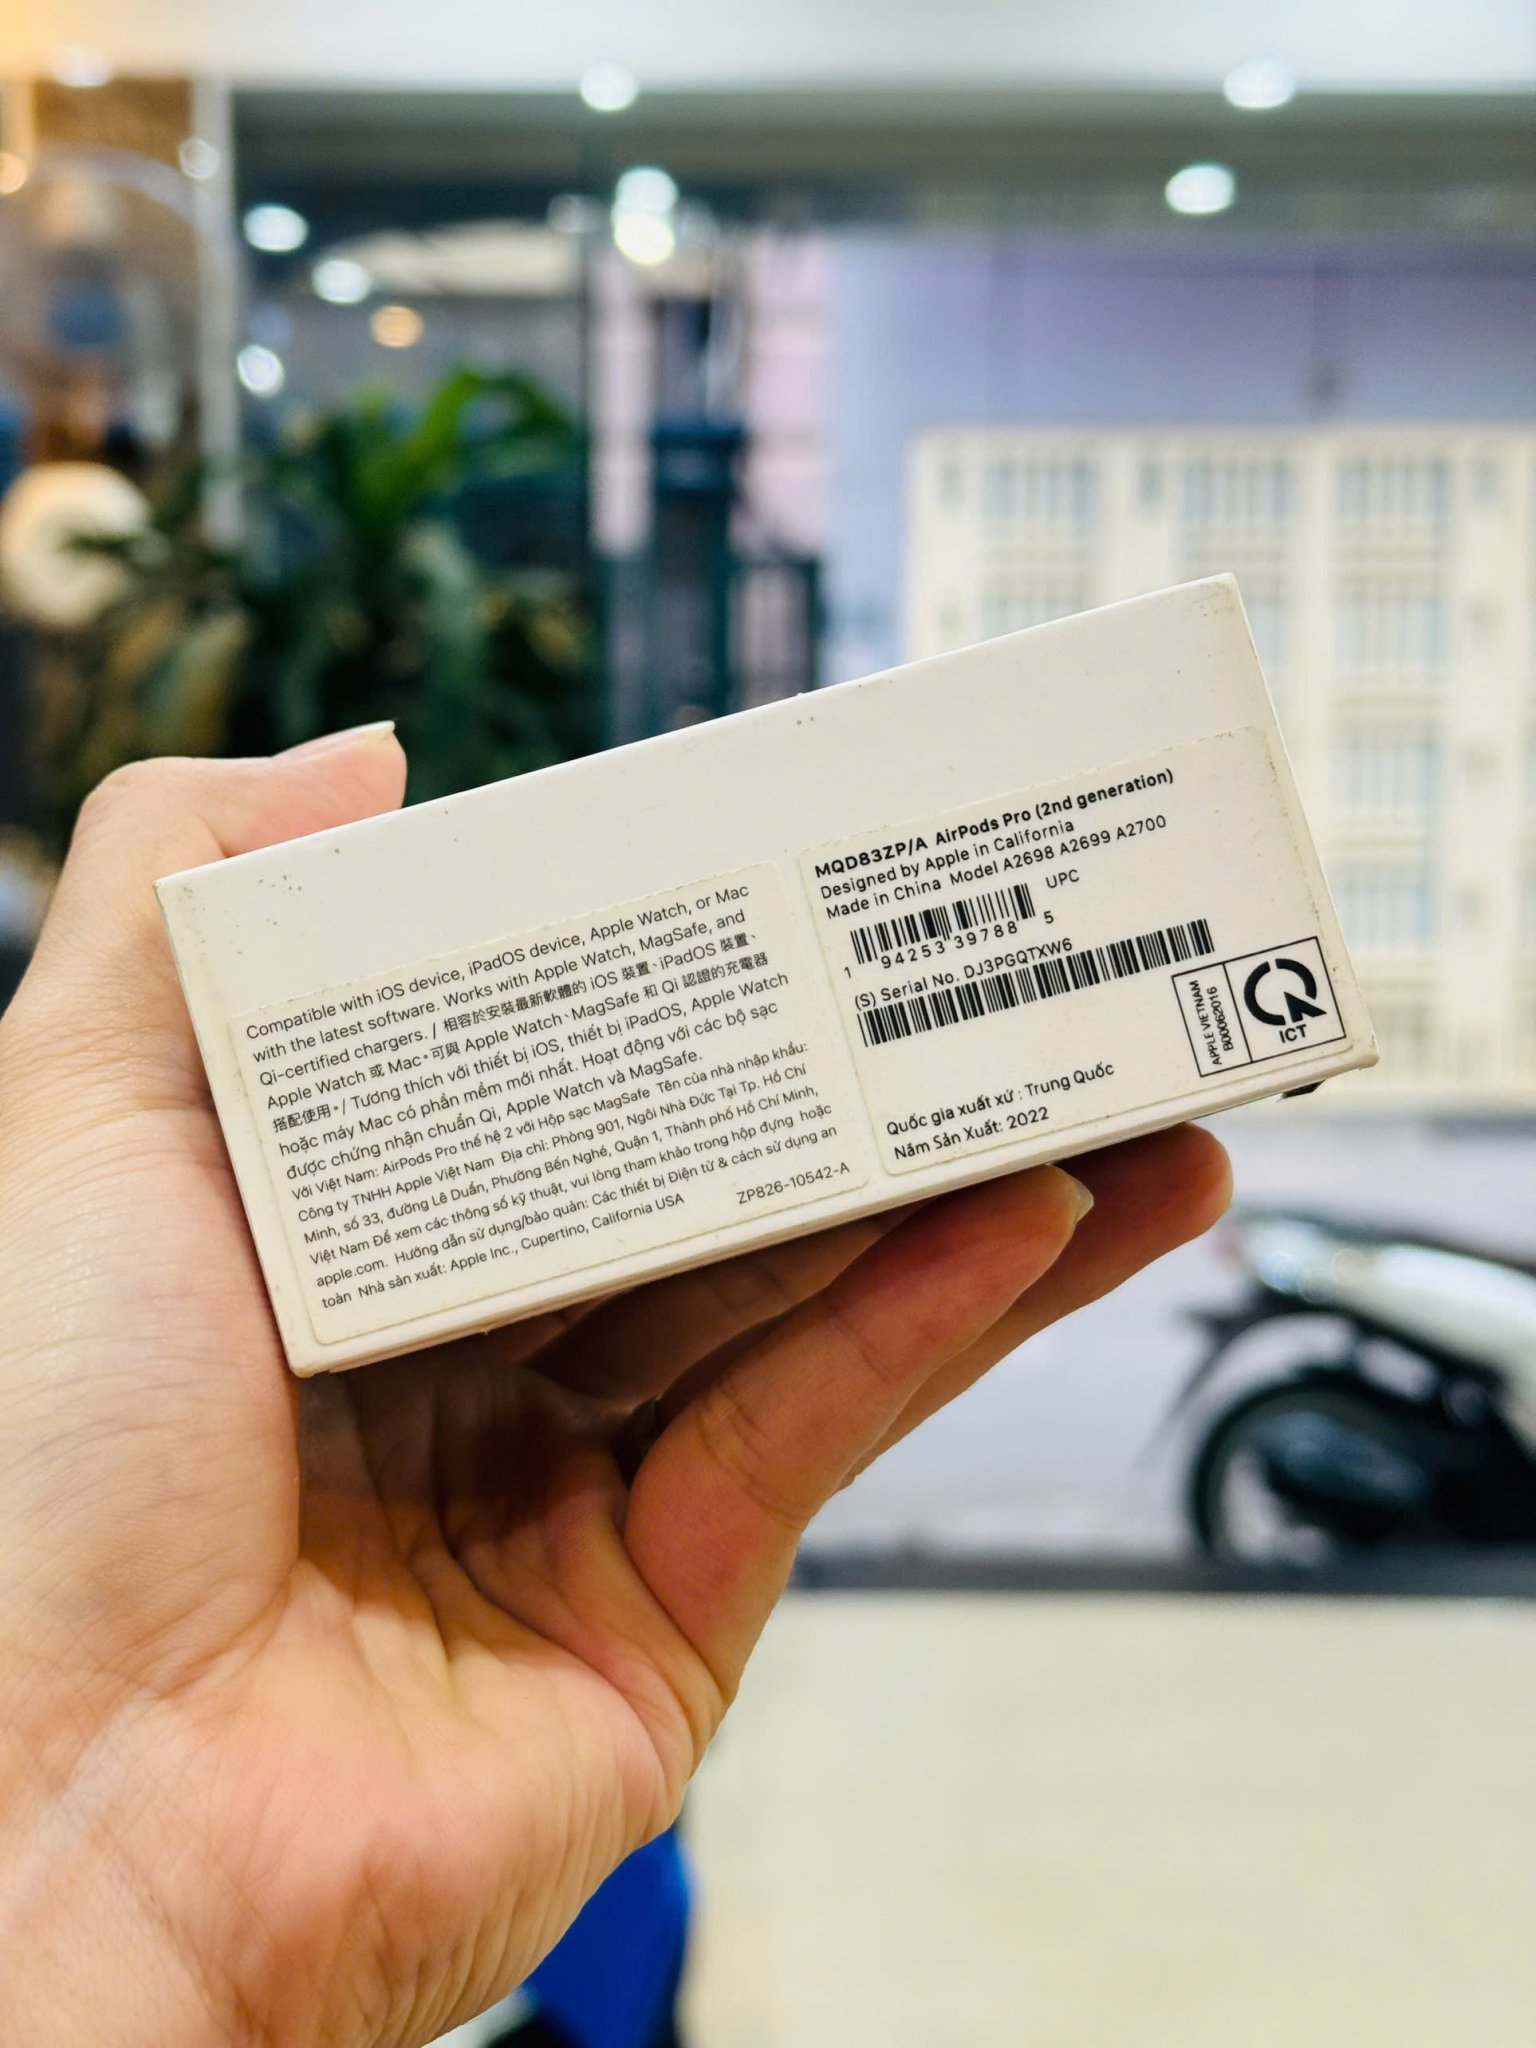 Compatible with iOS device, iPadOS device, Apple Watch, or Mac
with the latest software. Works with Apple Watch, MagSafe, and
Qi-certified chargers. / 相容於安裝最新軟體的 iOS 裝置、iPadOS 裝置、
Apple Watch 或 Mac。可與 Apple Watch、MagSafe 和 Qi 認證的充電器
搭配使用。/ Tương thích với thiết bị iOS, thiết bị iPadOS, Apple Watch
hoặc máy Mac có phần mềm mới nhất. Hoạt động với các bộ sạc
được chứng nhận chuẩn Qi, Apple Watch và MagSafe.
Với Việt Nam: AirPods Pro thế hệ 2 với Hộp sạc MagSafe Tên của nhà nhập khẩu:
Công ty TNHH Apple Việt Nam Địa chỉ: Phòng 901, Ngôi Nhà Đức Tại Tp. Hồ Chí
Minh, số 33, đường Lê Duẩn, Phường Bến Nghé, Quận 1, Thành phố Hồ Chí Minh,
Việt Nam Để xem các thông số kỹ thuật, vui lòng tham khảo trong hộp đựng hoặc
apple.com. Hướng dẫn sử dụng/bảo quản: Các thiết bị Điện tử & cách sử dụng an
toàn Nhà sản xuất: Apple Inc., Cupertino, California USA
ZP826-10542-A
MQD83ZP/A AirPods Pro (2nd generation)
Designed by Apple in California
Made in China Model A2698 A2699 A2700
UPC
1 94253 39788 5
(S) Serial No. DJ3PGQTXW6
APPLE VIETNAM
B00062016
ICT
Quốc gia xuất xứ : Trung Quốc
Năm Sản Xuất: 2022